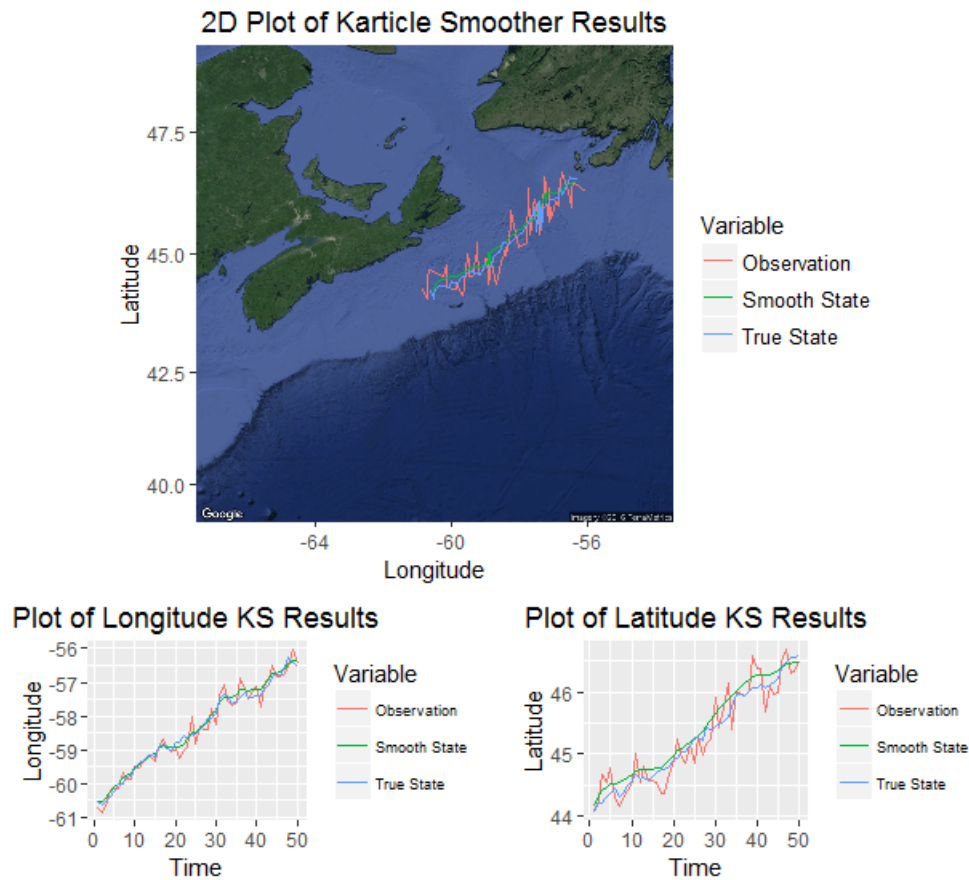 2D Plot of Karticle Smoother Results
47.5
45.0
42.5
40.0
Latitude
Google
-64
-60
-56
Longitude
Variable
Observation
Smooth State
True State
Plot of Longitude KS Results
-56
-57
-58
-59
-60
-61
Longitude
0 10 20 30 40 50
Time
Variable
Observation
Smooth State
True State
Plot of Latitude KS Results
46
45
44
Latitude
0 10 20 30 40 50
Time
Variable
Observation
Smooth State
True State